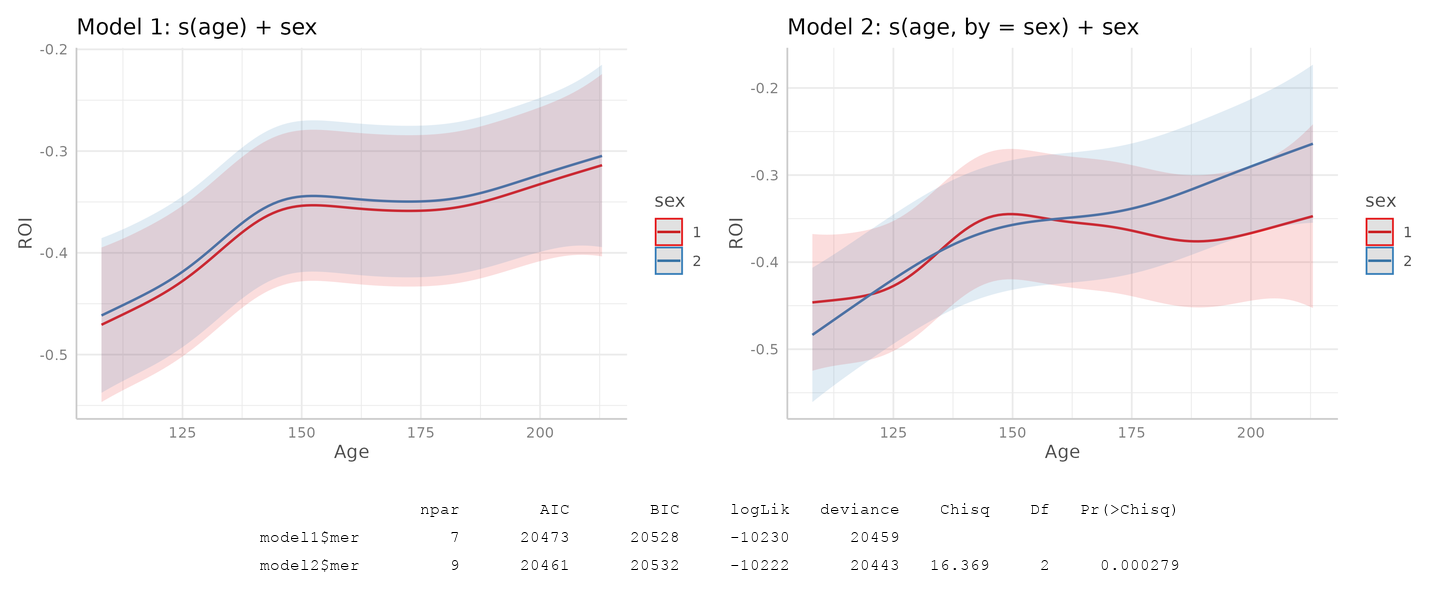 Model 1: s(age) + sex
-0.2
-0.3
-0.4
-0.5
ROI
125 150 175 200
Age
sex
1
2
Model 2: s(age, by = sex) + sex
-0.2
-0.3
-0.4
-0.5
ROI
125 150 175 200
Age
sex
1
2
npar AIC BIC logLik deviance Chisq Df Pr(>Chisq)
model1$mer 7 20473 20528 -10230 20459
model2$mer 9 20461 20532 -10222 20443 16.369 2 0.000279